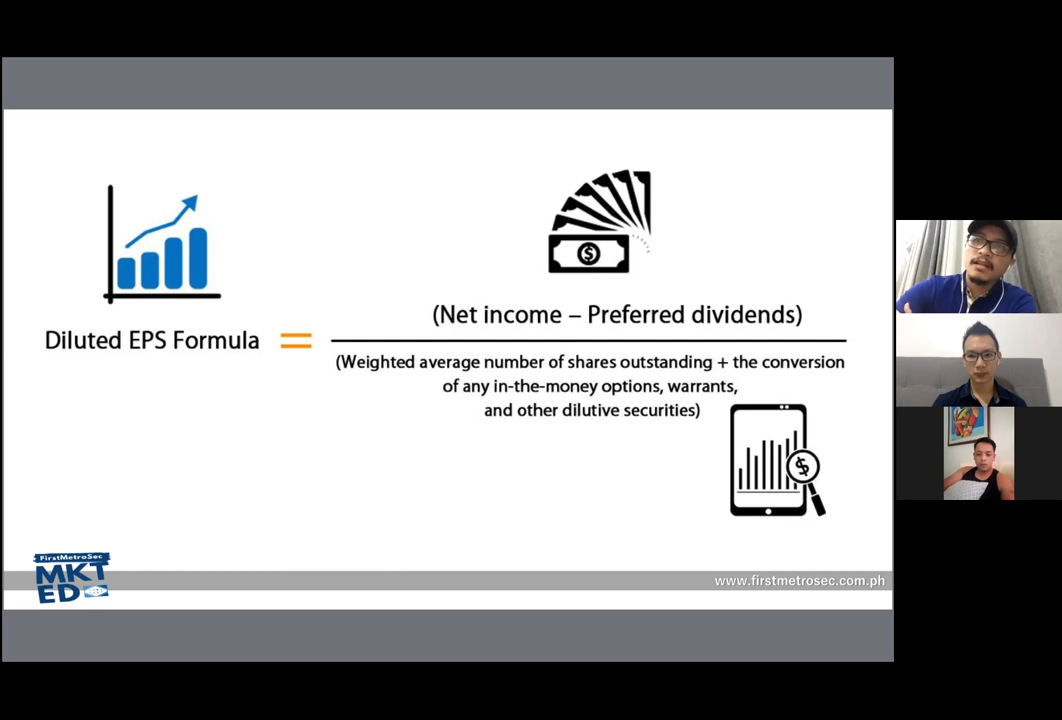 Diluted EPS Formula
=
(Net income – Preferred dividends)
(Weighted average number of shares outstanding + the conversion
of any in-the-money options, warrants,
and other dilutive securities)
$
$
FirstMetroSec
MKT
ED
www.firstmetrosec.com.ph